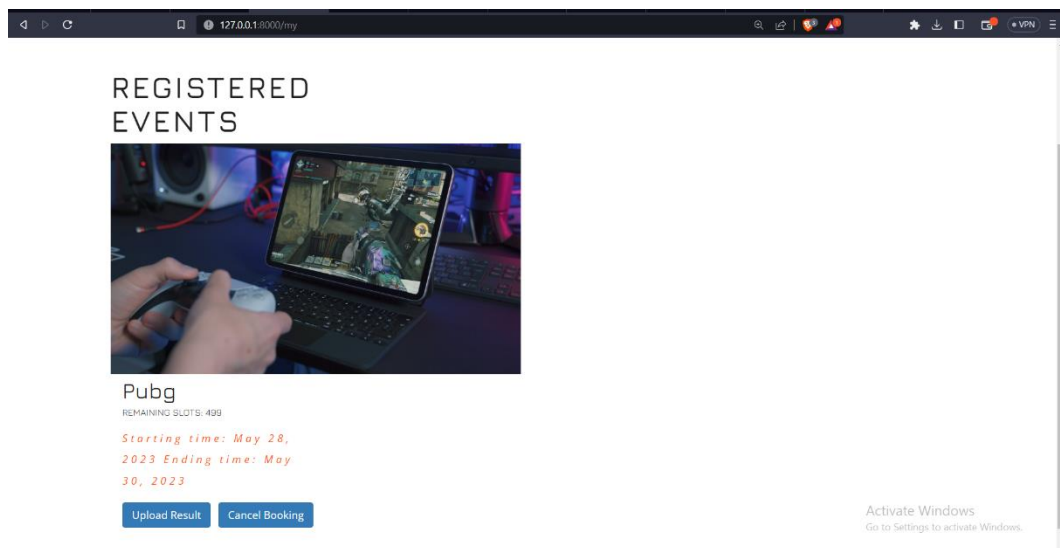 127.0.0.1:8000/my
VPN
REGISTERED
EVENTS
Pubg
REMAINING SLOTS: 499
Starting time: May 28,
2023 Ending time: May
30, 2023
Upload Result Cancel Booking
Activate Windows
Go to Settings to activate Windows.